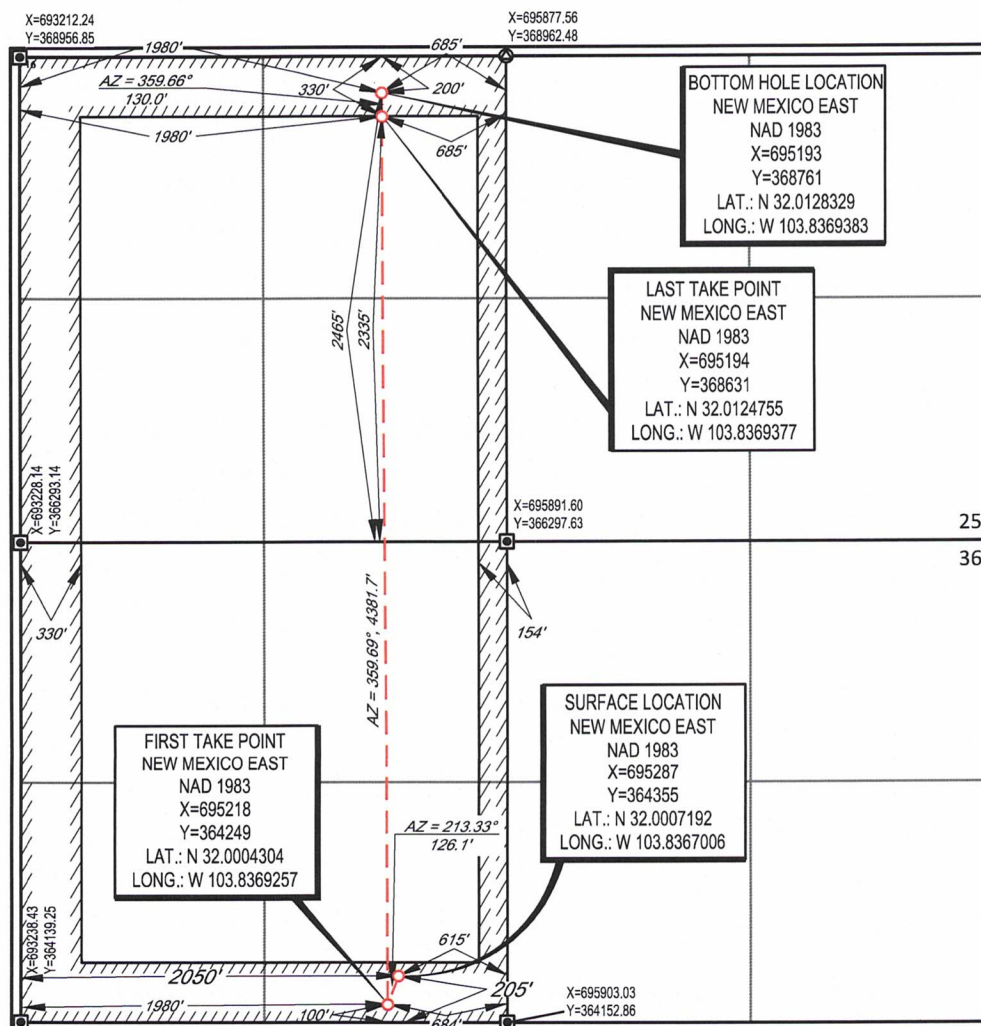 X=693212.24
Y=368956.85
X=695877.56
Y=368962.48
1980'
685'
AZ = 359.66°
130.0'
330'
200'
1980'
685'
BOTTOM HOLE LOCATION
NEW MEXICO EAST
NAD 1983
X=695193
Y=368761
LAT.: N 32.0128329
LONG.: W 103.8369383
LAST TAKE POINT
NEW MEXICO EAST
NAD 1983
X=695194
Y=368631
LAT.: N 32.0124755
LONG.: W 103.8369377
2465'
2335'
X=693228.14
Y=366293.14
X=695891.60
Y=366297.63
25
36
330'
154'
AZ = 359.69°, 4381.7'
SURFACE LOCATION
NEW MEXICO EAST
NAD 1983
X=695287
Y=364355
LAT.: N 32.0007192
LONG.: W 103.8367006
FIRST TAKE POINT
NEW MEXICO EAST
NAD 1983
X=695218
Y=364249
LAT.: N 32.0004304
LONG.: W 103.8369257
AZ = 213.33°
126.1'
X=693238.43
Y=364139.25
615'
2050'
205'
1980'
100'
684'
X=695903.03
Y=364152.86